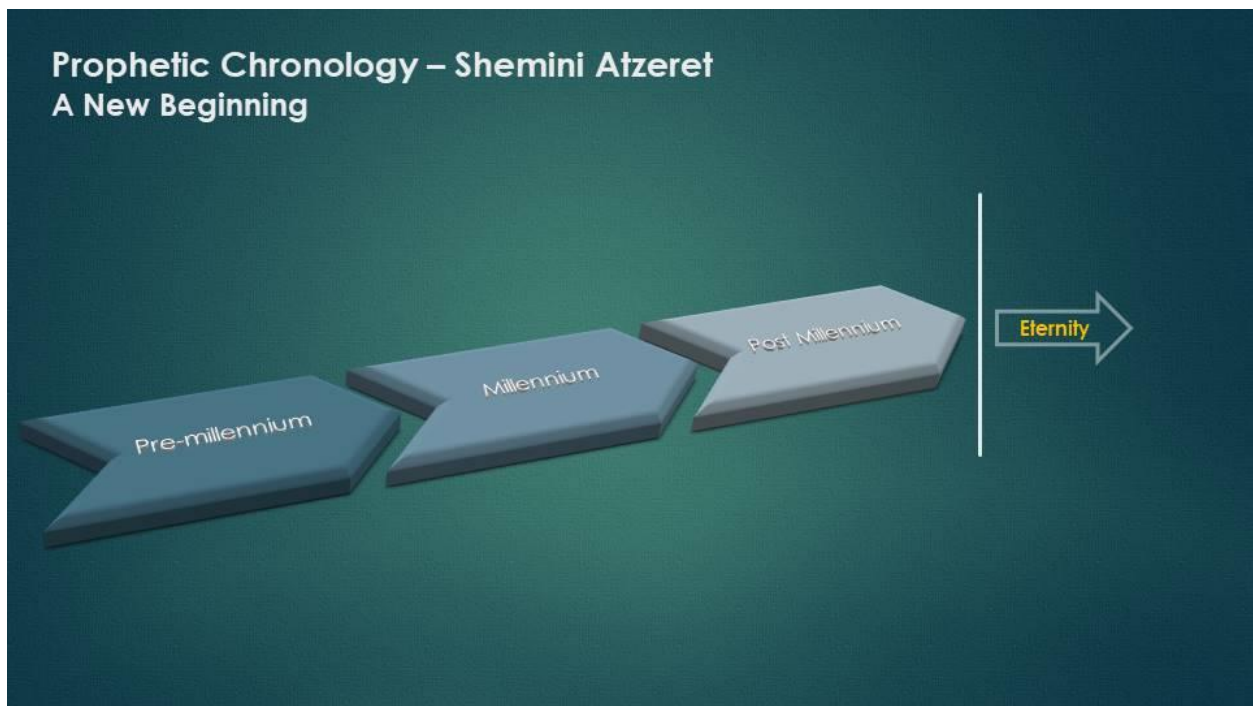 Prophetic Chronology – Shemini Atzeret
A New Beginning
Pre-millennium
Millennium
Post Millennium
Eternity